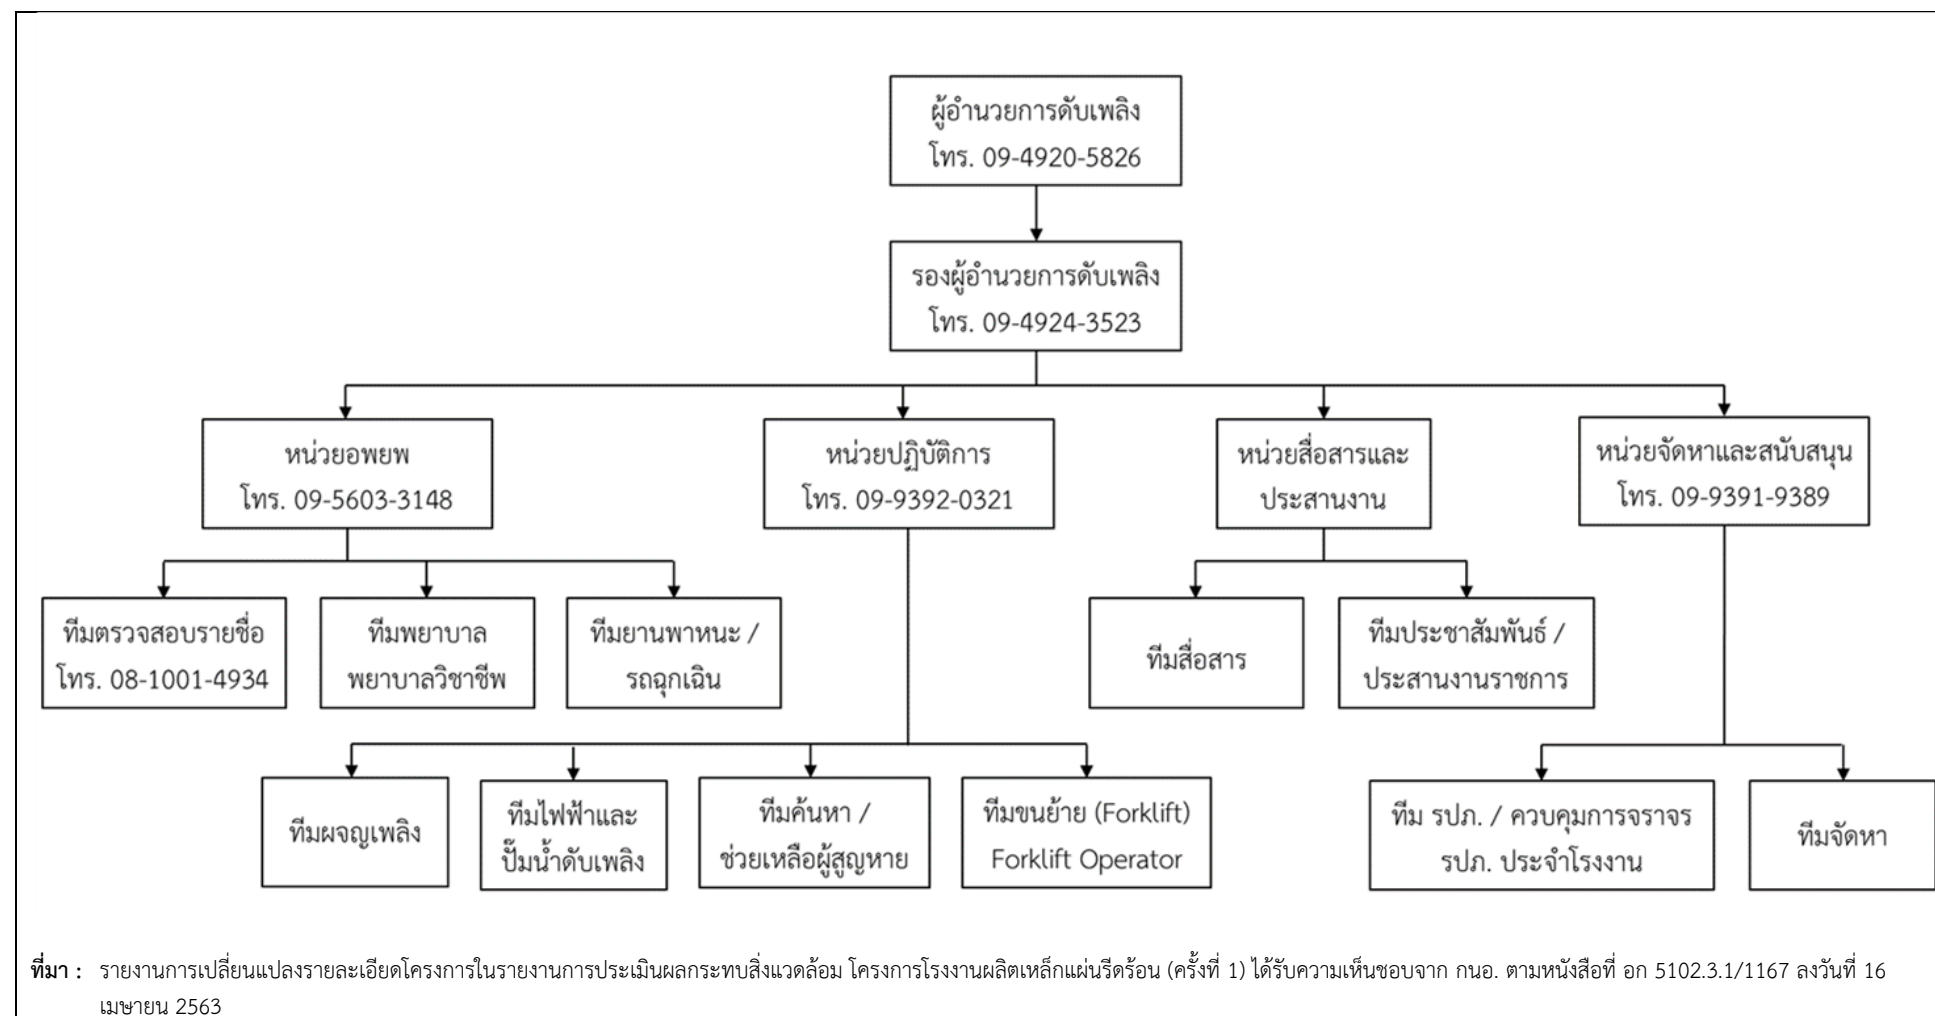 ผู้อำนวยการดับเพลิง
โทร. 09-4920-5826
รองผู้อำนวยการดับเพลิง
โทร. 09-4924-3523
หน่วยอพยพ
โทร. 09-5603-3148
หน่วยปฏิบัติการ
โทร. 09-9392-0321
หน่วยสื่อสารและ
ประสานงาน
หน่วยจัดหาและสนับสนุน
โทร. 09-9391-9389
ทีมตรวจสอบรายชื่อ
โทร. 08-1001-4934
ทีมพยาบาล
พยาบาลวิชาชีพ
ทีมยานพาหนะ /
รถฉุกเฉิน
ทีมสื่อสาร
ทีมประชาสัมพันธ์ /
ประสานงานราชการ
ทีมผจญเพลิง
ทีมไฟฟ้าและ
ปั๊มน้ำดับเพลิง
ทีมค้นหา /
ช่วยเหลือผู้สูญหาย
ทีมขนย้าย (Forklift)
Forklift Operator
ทีม รปภ. / ควบคุมการจราจร
รปภ. ประจำโรงงาน
ทีมจัดหา
ที่มา : รายงานการเปลี่ยนแปลงรายละเอียดโครงการในรายงานการประเมินผลกระทบสิ่งแวดล้อม โครงการโรงงานผลิตเหล็กแผ่นรีดร้อน (ครั้งที่ 1) ได้รับความเห็นชอบจาก กนอ. ตามหนังสือที่ อก 5102.3.1/1167 ลงวันที่ 16
เมษายน 2563